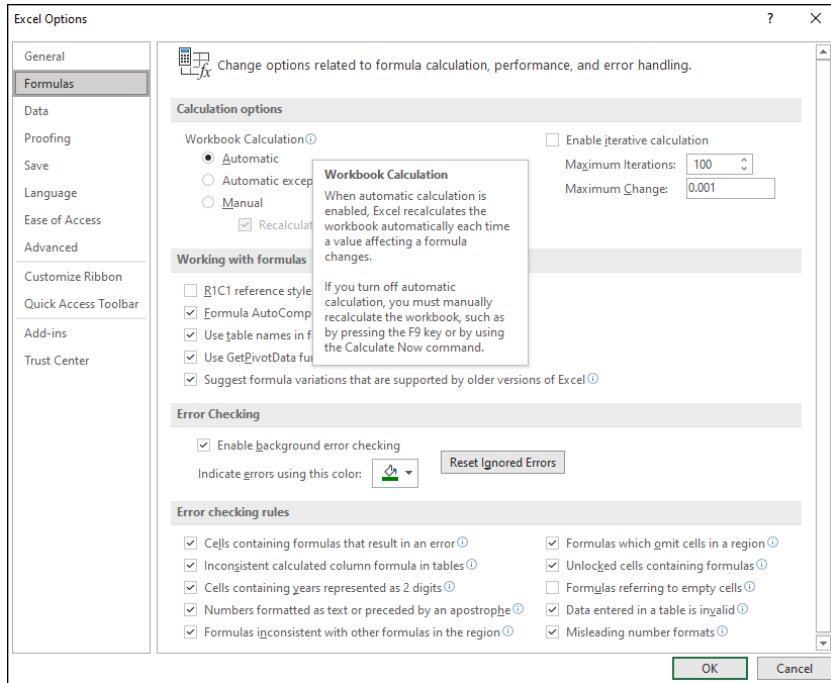 Excel Options
?
General
Formulas
Data
Proofing
Save
Language
Ease of Access
Advanced
Customize Ribbon
Quick Access Toolbar
Add-ins
Trust Center
Change options related to formula calculation, performance, and error handling.
Calculation options
Workbook Calculation
Automatic
Automatic excep
Manual
Recalculat
Enable iterative calculation
Maximum Iterations: 100
Maximum Change: 0.001
Workbook Calculation
When automatic calculation is
enabled, Excel recalculates the
workbook automatically each time
a value affecting a formula
changes.
If you turn off automatic
calculation, you must manually
recalculate the workbook, such as
by pressing the F9 key or by using
the Calculate Now command.
Working with formulas
R1C1 reference style
Formula AutoComp
Use table names in f
Use GetPivotData fu
Suggest formula variations that are supported by older versions of Excel
Error Checking
Enable background error checking
Indicate errors using this color:
Reset Ignored Errors
Error checking rules
Cells containing formulas that result in an error
Inconsistent calculated column formula in tables
Cells containing years represented as 2 digits
Numbers formatted as text or preceded by an apostrophe
Formulas inconsistent with other formulas in the region
Formulas which omit cells in a region
Unlocked cells containing formulas
Formulas referring to empty cells
Data entered in a table is invalid
Misleading number formats
OK
Cancel